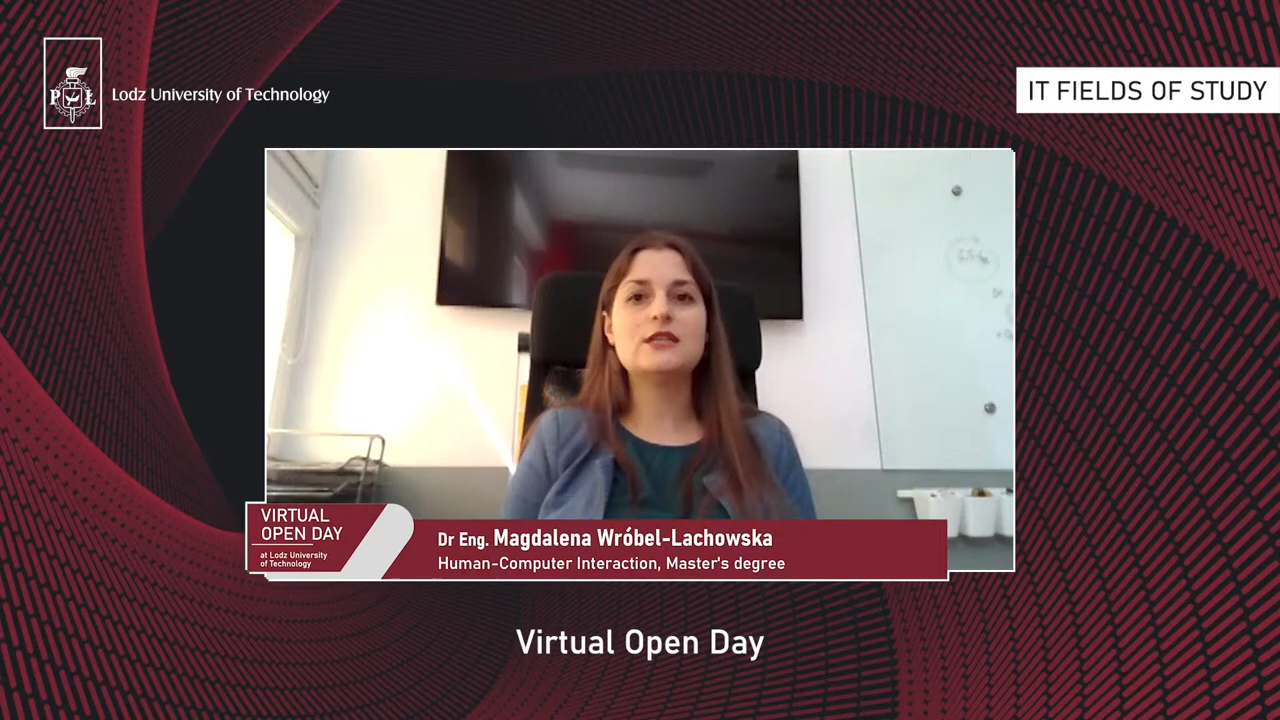 P Ł
Lodz University of Technology
IT FIELDS OF STUDY
VIRTUAL
OPEN DAY
at Lodz University
of Technology
Dr Eng. Magdalena Wróbel-Lachowska
Human-Computer Interaction, Master's degree
Virtual Open Day